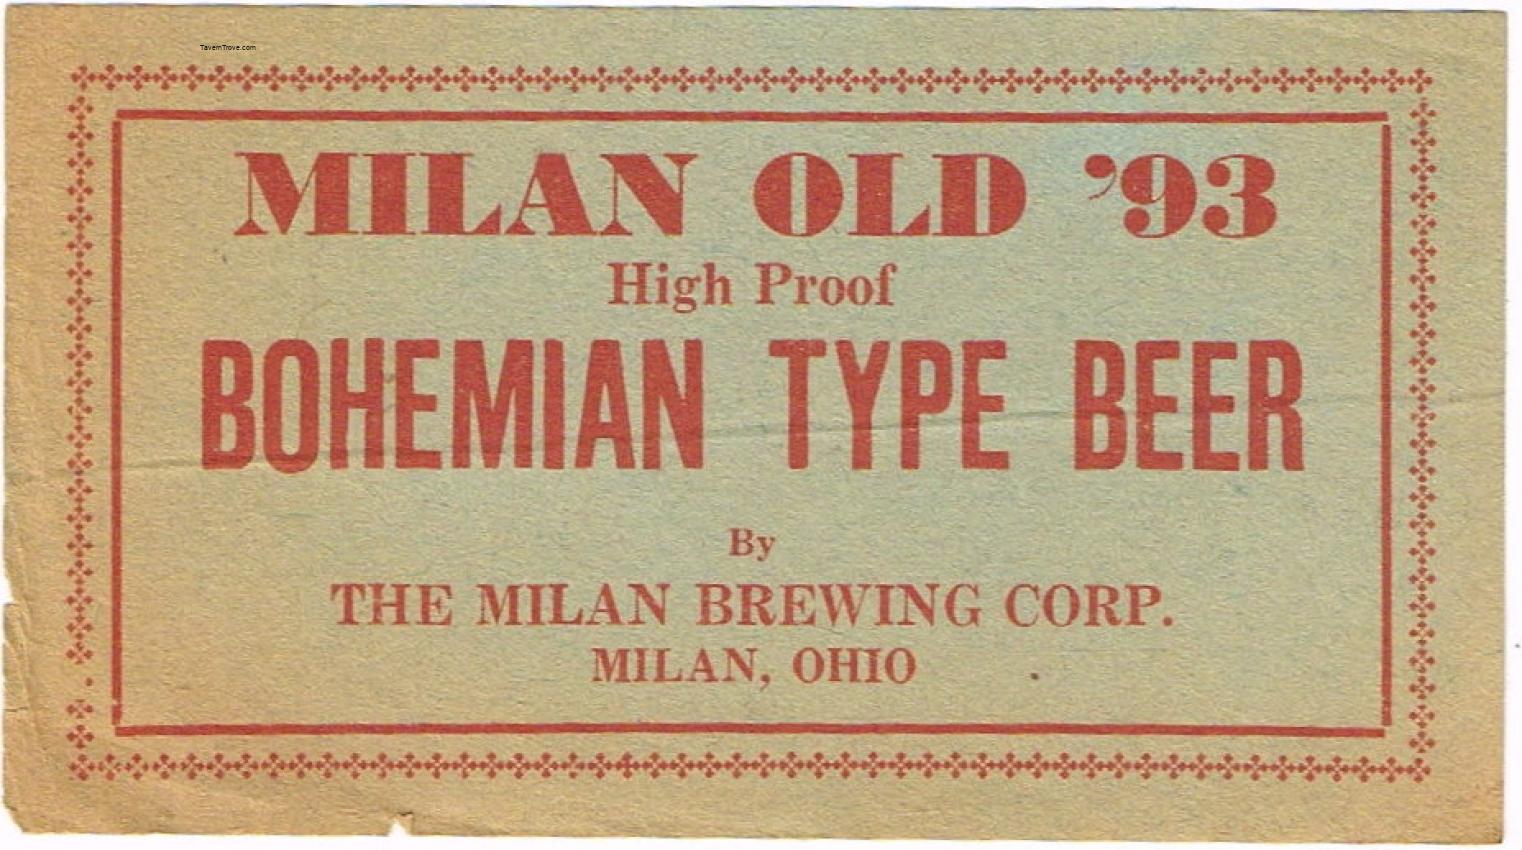 TavernTrove.com
MILAN OLD '93
High Proof
BOHEMIAN TYPE BEER
By
THE MILAN BREWING CORP.
MILAN, OHIO